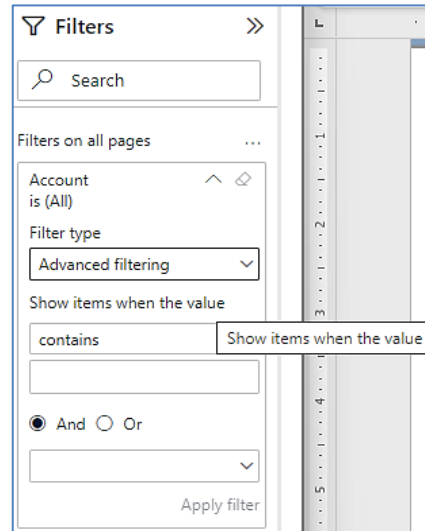 Filters
Search
Filters on all pages
Account
is (All)
Filter type
Advanced filtering
Show items when the value
contains
Show items when the value
And Or
Apply filter
1
2
3
4
5